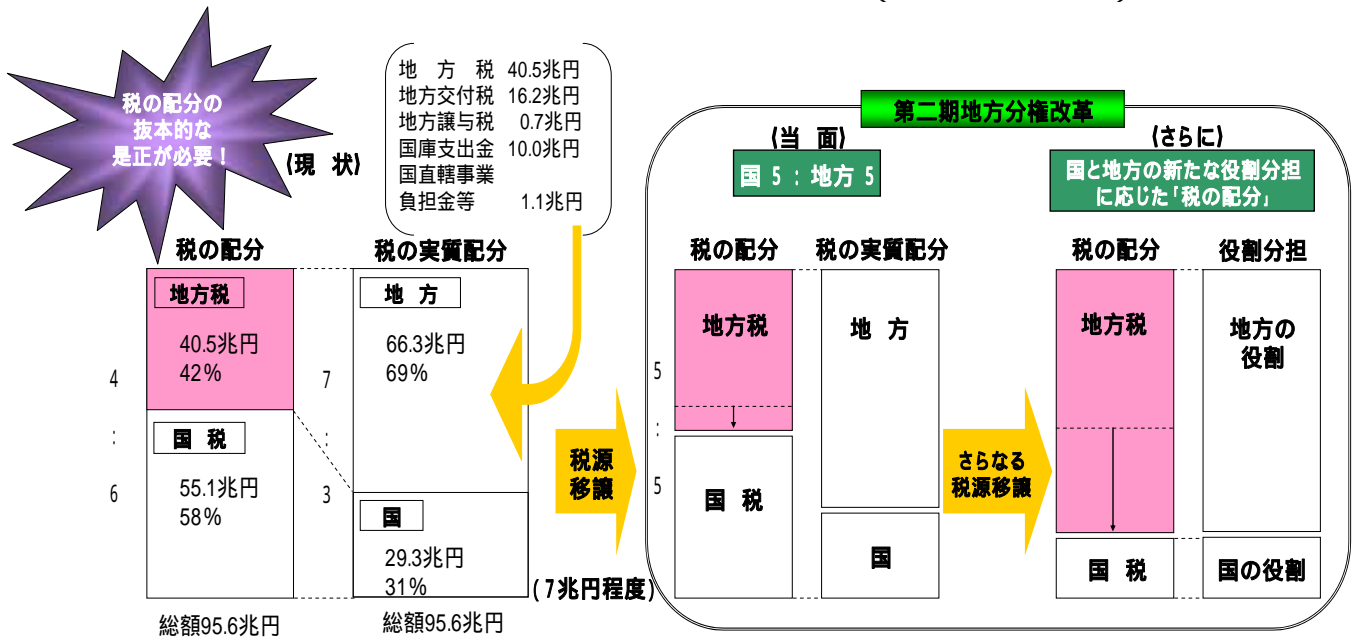 税の配分の
抜本的な
是正が必要!
(現 状)
地 方 税 40.5兆円
地方交付税 16.2兆円
地方譲与税 0.7兆円
国庫支出金 10.0兆円
国直轄事業
負担金等 1.1兆円
税の配分
税の実質配分
地方税
40.5兆円
42%
国 税
55.1兆円
58%
4
:
6
総額95.6兆円
地 方
66.3兆円
69%
国
29.3兆円
31%
7
:
3
総額95.6兆円
税源
移譲
(7兆円程度)
第二期地方分権改革
(当 面)
国 5 : 地方 5
税の配分
税の実質配分
5
:
5
地方税
国 税
地 方
国
さらなる
税源移譲
(さらに)
国と地方の新たな役割分担
に応じた「税の配分」
税の配分
役割分担
地方税
国 税
地方の
役割
国の役割